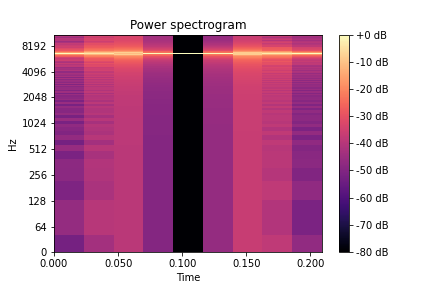 Power spectrogram
8192
4096
2048
1024
512
256
128
64
0
Hz
0.000 0.050 0.100 0.150 0.200
Time
+0 dB
-10 dB
-20 dB
-30 dB
-40 dB
-50 dB
-60 dB
-70 dB
-80 dB